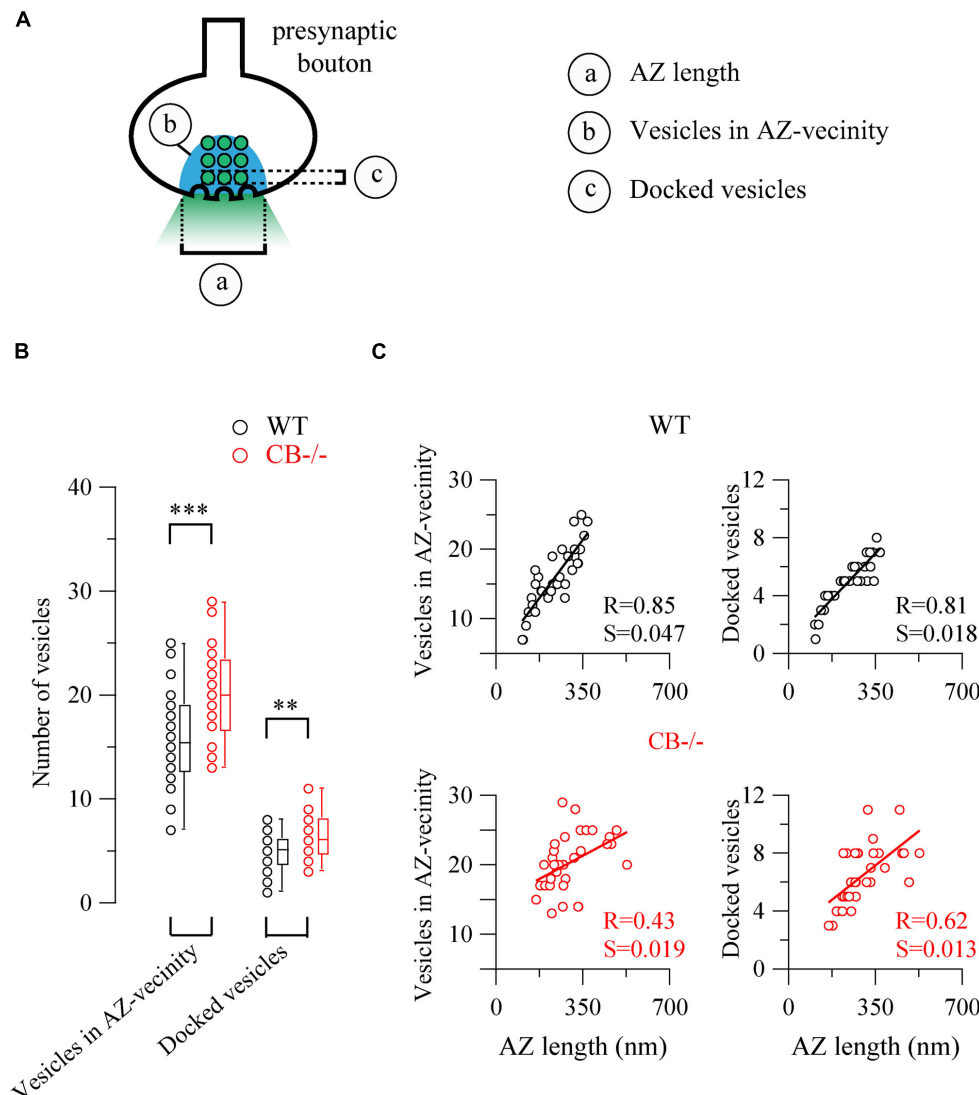 A
presynaptic
bouton
b
c
a
a AZ length
b Vesicles in AZ-vecinity
c Docked vesicles
B
WT
CB-/-
Number of vesicles
40
30
20
10
0
***
**
Vesicles in AZ-vecinity
Docked vesicles
C
WT
Vesicles in AZ-vecinity
30
20
10
R=0.85
S=0.047
0 350 700
Docked vesicles
12
8
4
0
R=0.81
S=0.018
0 350 700
CB-/-
Vesicles in AZ-vecinity
30
20
10
R=0.43
S=0.019
0 350 700
AZ length (nm)
Docked vesicles
12
8
4
0
R=0.62
S=0.013
0 350 700
AZ length (nm)